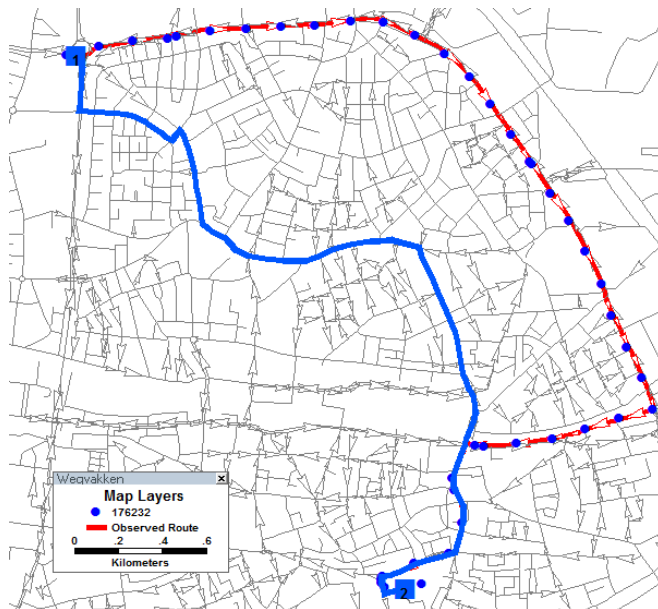 1
Wegvakken
Map Layers
176232
Observed Route
0 .2 .4 .6
Kilometers
2